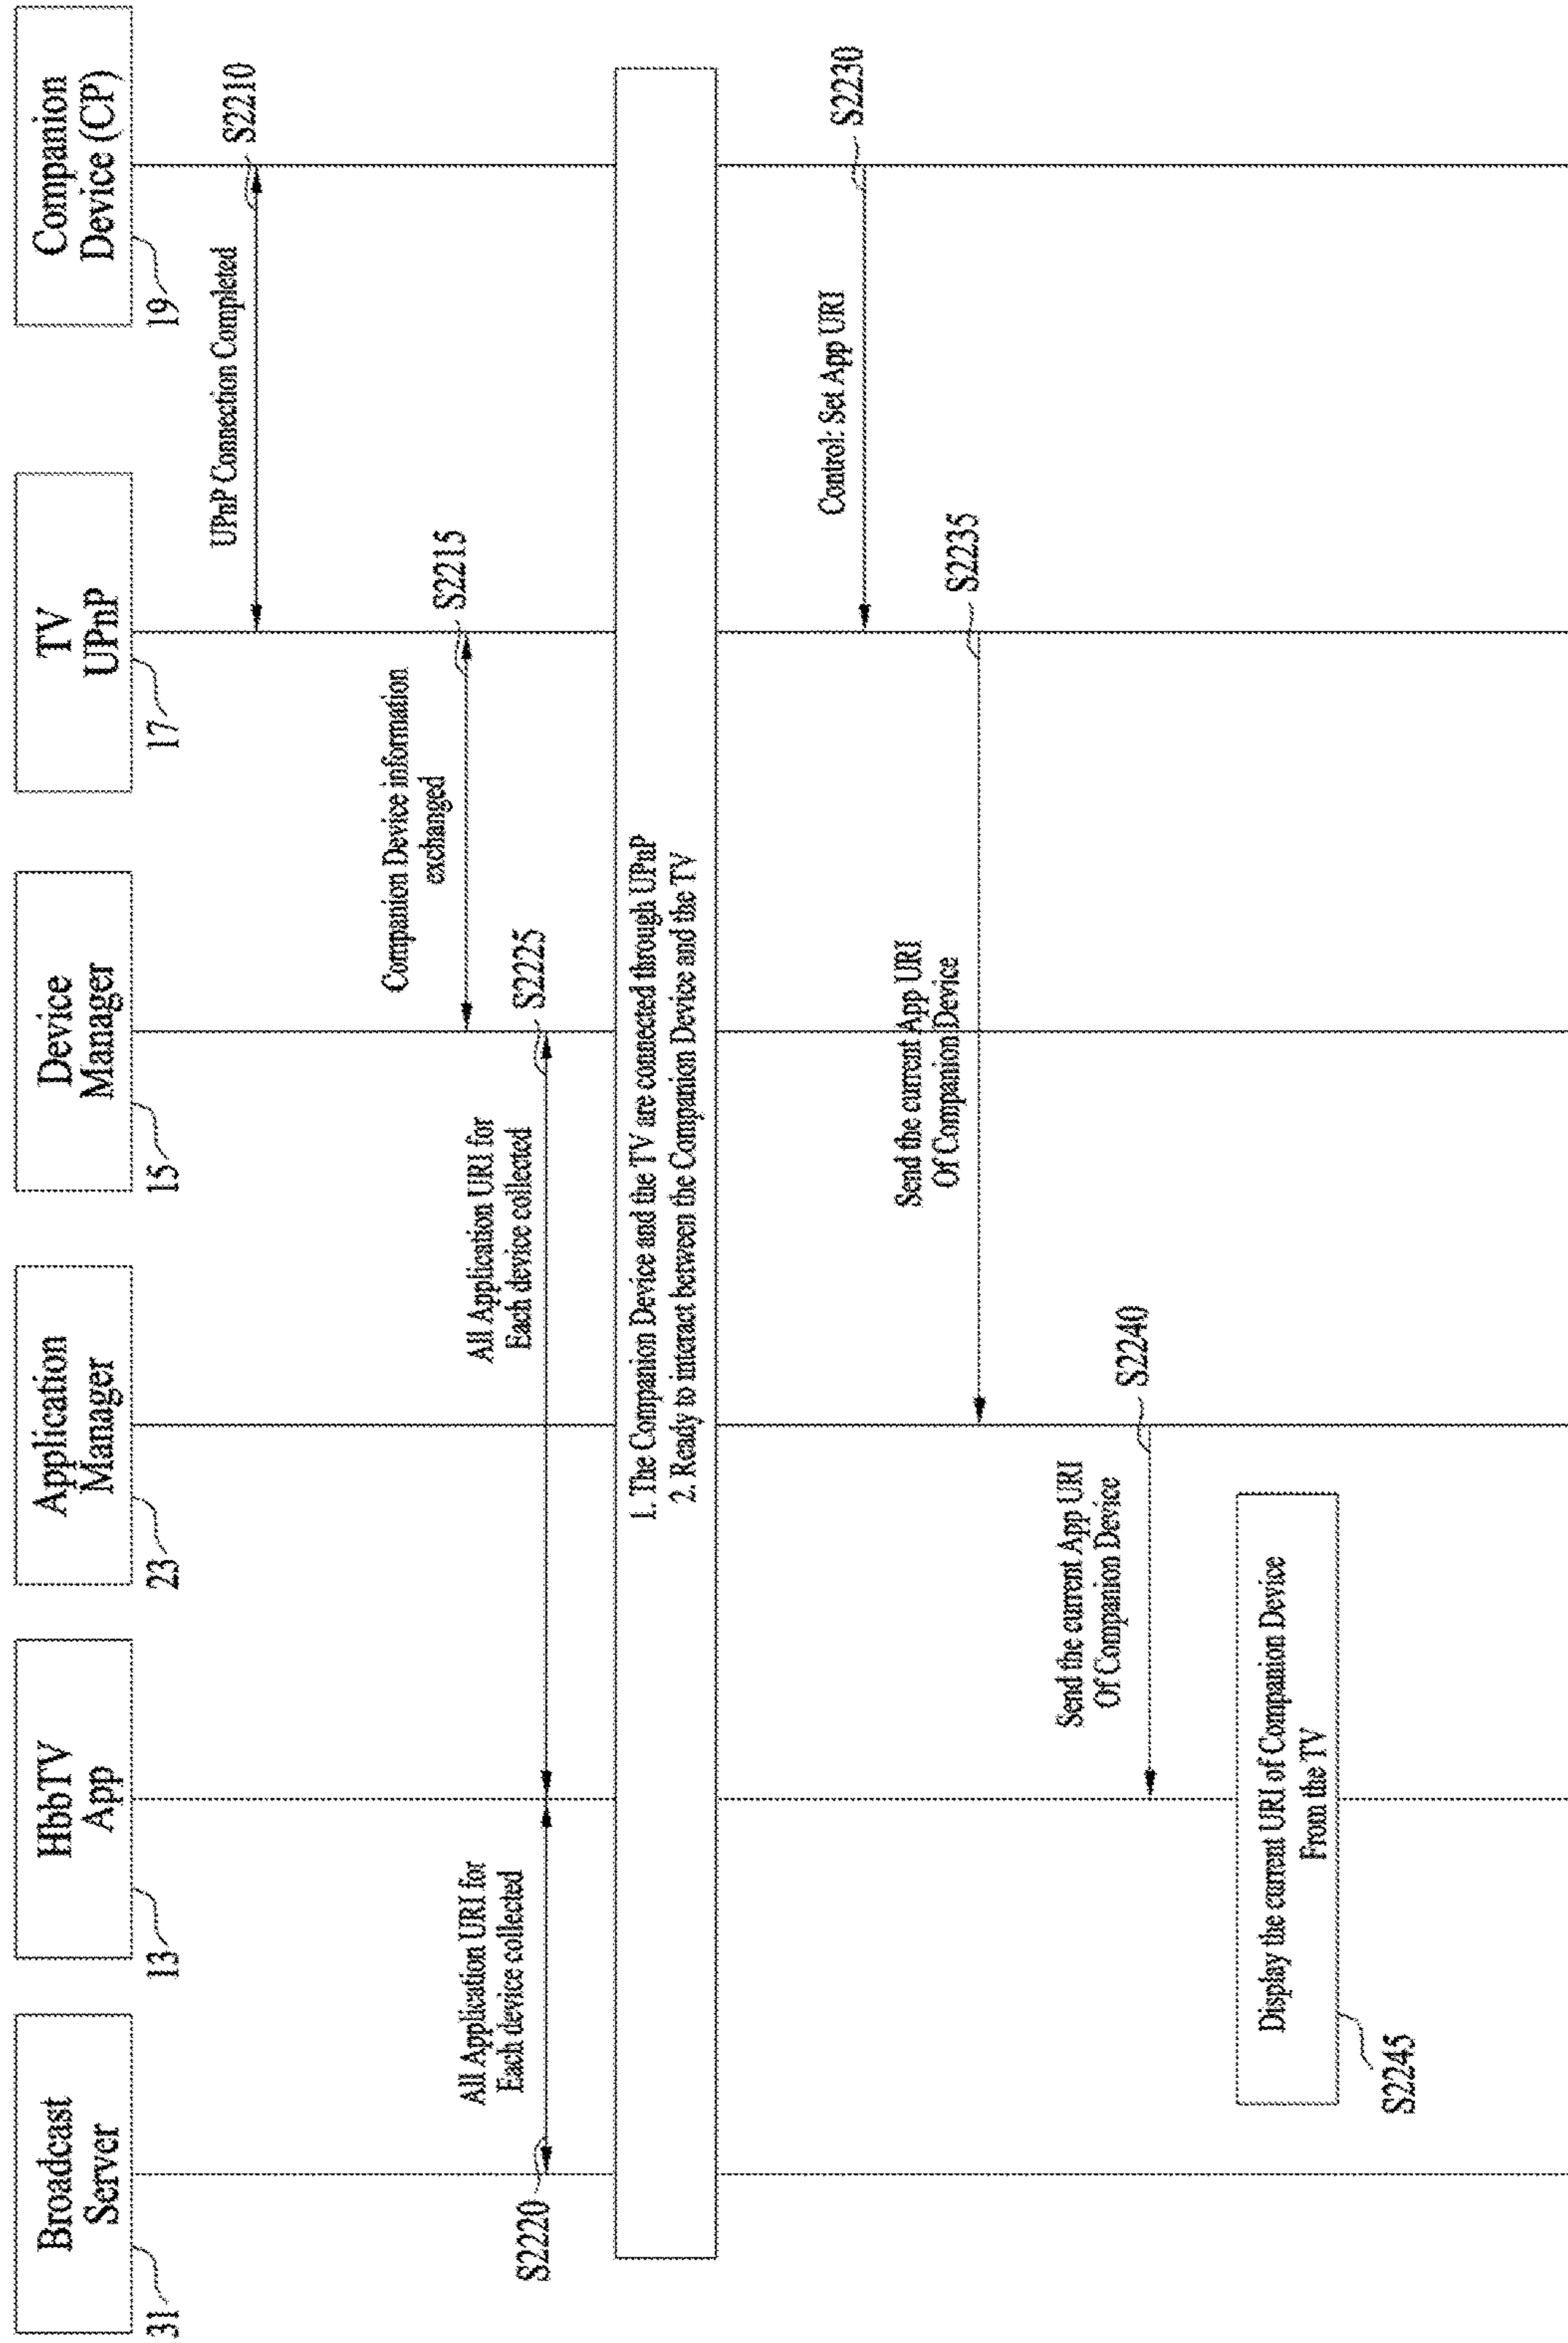 Broadcast
Server
31
HbbTV
App
13
Application
Manager
23
Device
Manager
15
TV
UPnP
17
Companion
Device (CP)
19
UPnP Connection Completed
S2210
Companion Device information
exchanged
S2215
All Application URI for
Each device collected
S2220
All Application URI for
Each device collected
S2225
1. The Companion Device and the TV are connected through UPnP
2. Ready to interact between the Companion Device and the TV
Control: Set App URI
S2230
Send the current App URI
Of Companion Device
S2235
Send the current App URI
Of Companion Device
S2240
Display the current URI of Companion Device
From the TV
S2245